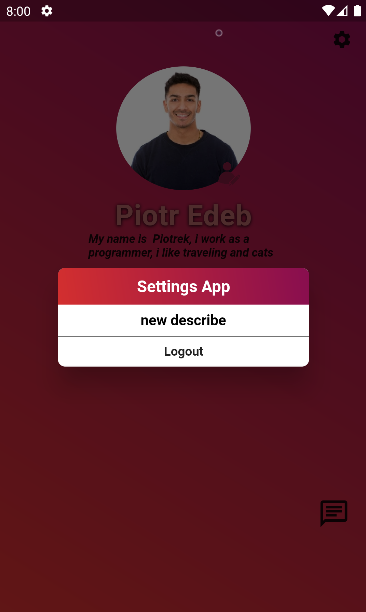 8:00
Piotr Edeb
My name is  Piotrek, i work as a
programmer, i like traveling and cats
Settings App
new describe
Logout